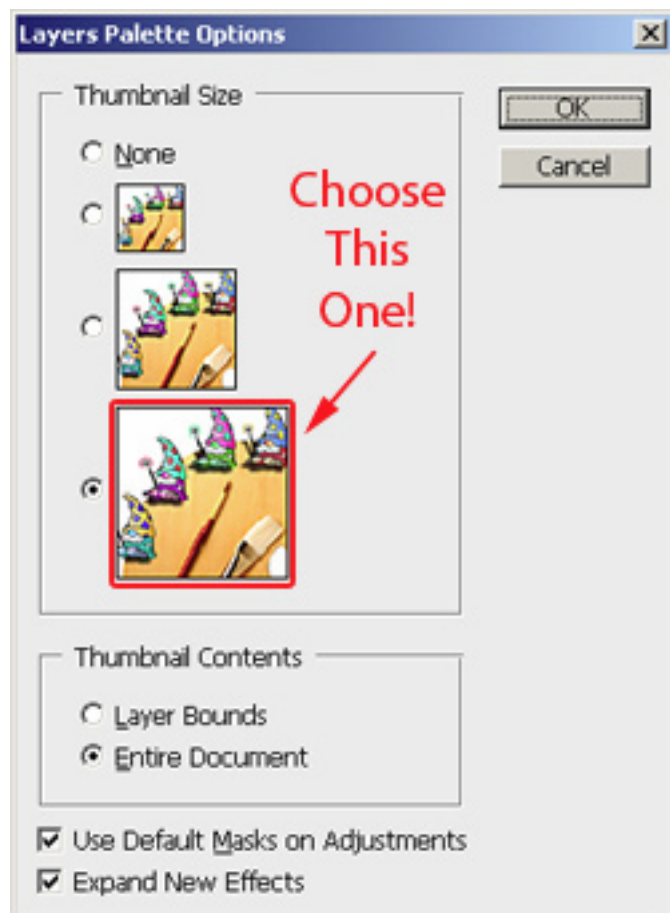 Layers Palette Options
Thumbnail Size
None
Choose
This
One!
OK
Cancel
Thumbnail Contents
Layer Bounds
Entire Document
Use Default Masks on Adjustments
Expand New Effects